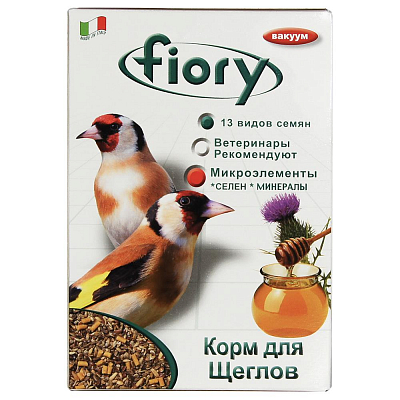 вакуум
MADE IN ITALY
fiory
13 видов семян
Ветеринары
Рекомендуют
Микроэлементы
*СЕЛЕН * МИНЕРАЛЫ
Корм для
Щеглов